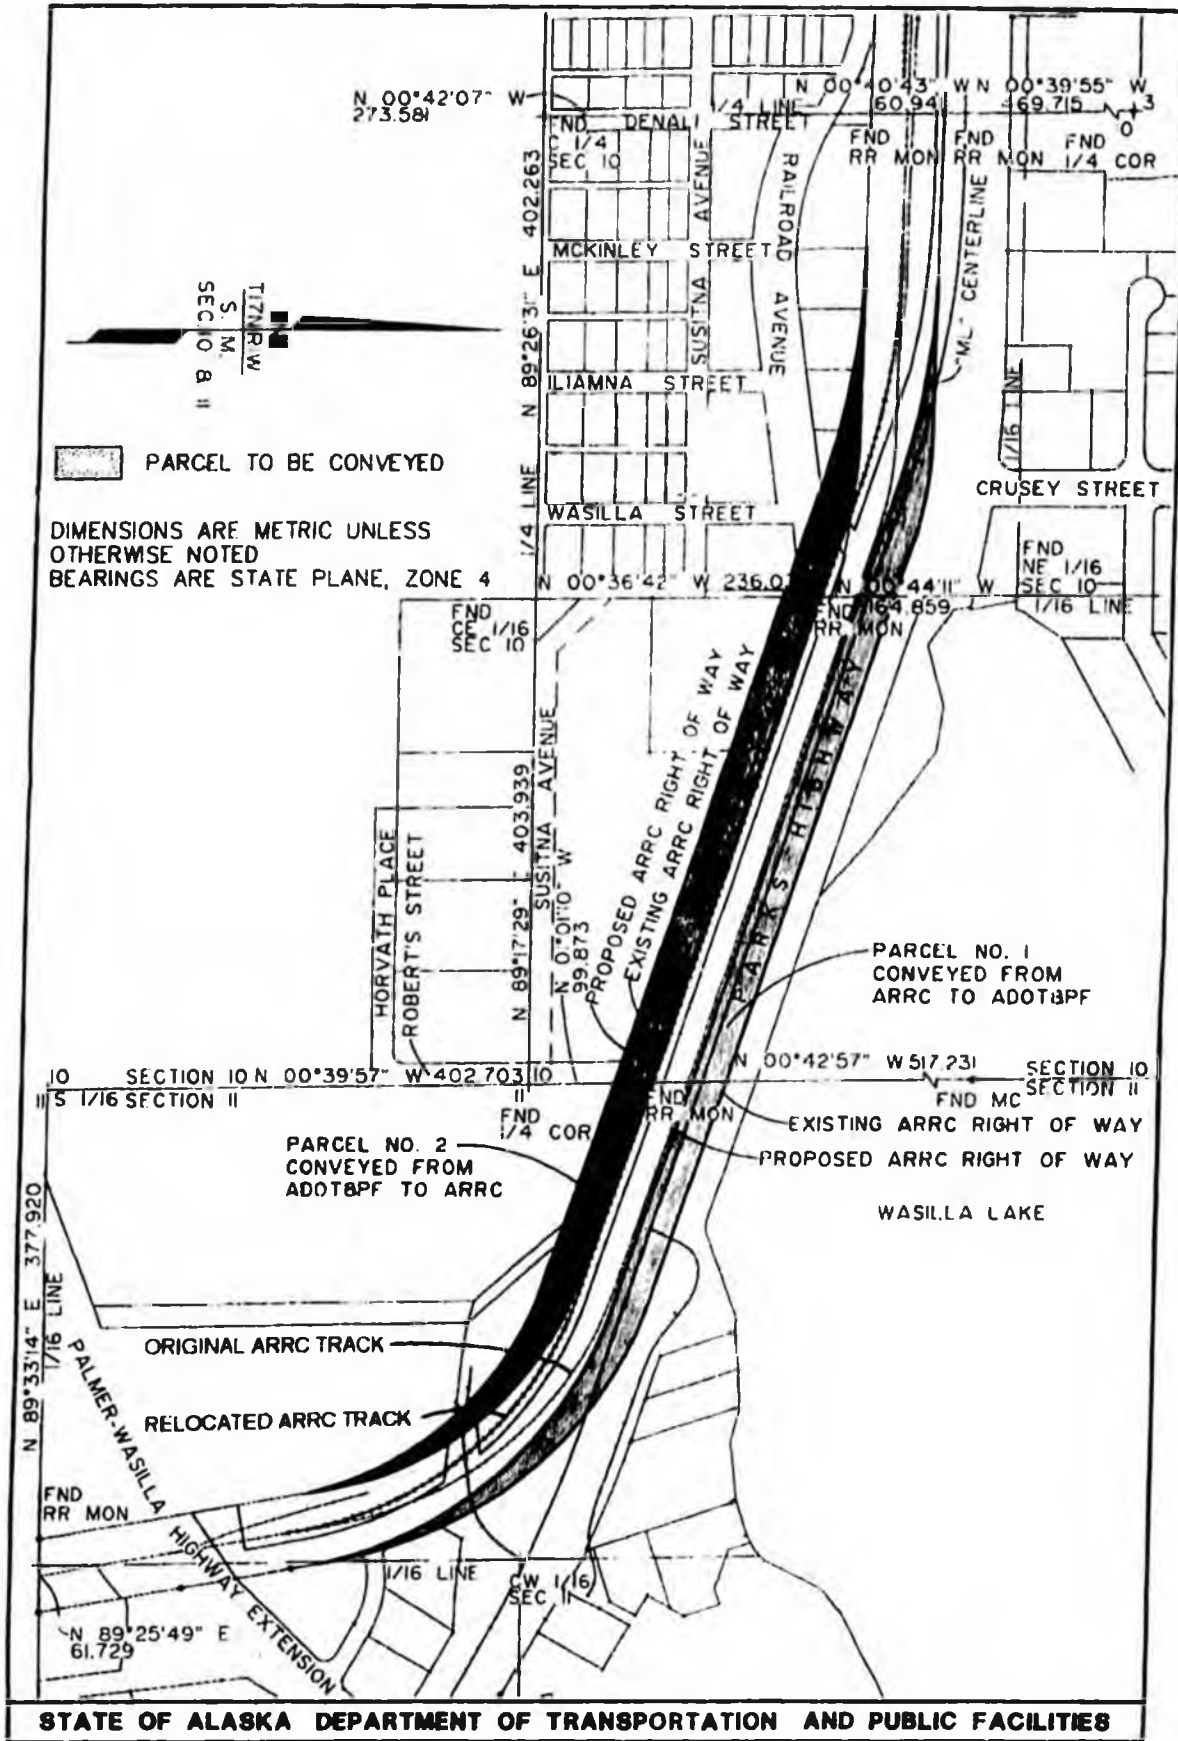 N 00°42'07" W
273.581
N 00°40'43" W
60.94
N 00°39'55" W
469.715
3
0
1/4 LINE
FND
C 1/4
SEC 10
DENALI STREET
FND
RR MON
FND
RR MON
FND
1/4 COR
N 89°26'31" E 402.263
1/4 LINE
SUSITNA AVENUE
RAILROAD AVENUE
MCKINLEY STREET
SUSITNA
"ML" CENTERLINE
T17N R1W
S. M.
SEC. 10 & 11
ILIAMNA STREET
1/16 LINE
PARCEL TO BE CONVEYED
CRUSEY STREET
WASILLA STREET
DIMENSIONS ARE METRIC UNLESS
OTHERWISE NOTED
BEARINGS ARE STATE PLANE, ZONE 4
N 00°36'42" W
N 00°44'11" W
164.859
FND
NE 1/16
SEC 10
1/16 LINE
FND
CE 1/16
SEC 10
FND
RR MON
PROPOSED ARRC RIGHT OF WAY
EXISTING ARRC RIGHT OF WAY
PARKS HIGHWAY
SUSITNA AVENUE
N 89°17'29" 403.939
99.873
HORVATH PLACE
ROBERT'S STREET
PARCEL NO. 1
CONVEYED FROM
ARRC TO ADOT&PF
10 SECTION 10 N 00°39'57" W 402.703 10
11 S 1/16 SECTION 11
11
N 00°42'57" W 517.231
SECTION 10
SECTION 11
FND MC
FND
1/4 COR
FND
RR MON
EXISTING ARRC RIGHT OF WAY
PROPOSED ARRC RIGHT OF WAY
PARCEL NO. 2
CONVEYED FROM
ADOT&PF TO ARRC
WASILLA LAKE
N 89°33'14" E 377.920
1/16 LINE
ORIGINAL ARRC TRACK
RELOCATED ARRC TRACK
PALMER-WASILLA
HIGHWAY EXTENSION
FND
RR MON
1/16 LINE
CW 1/16
SEC 11
N 89°25'49" E
61.729
STATE OF ALASKA DEPARTMENT OF TRANSPORTATION AND PUBLIC FACILITIES